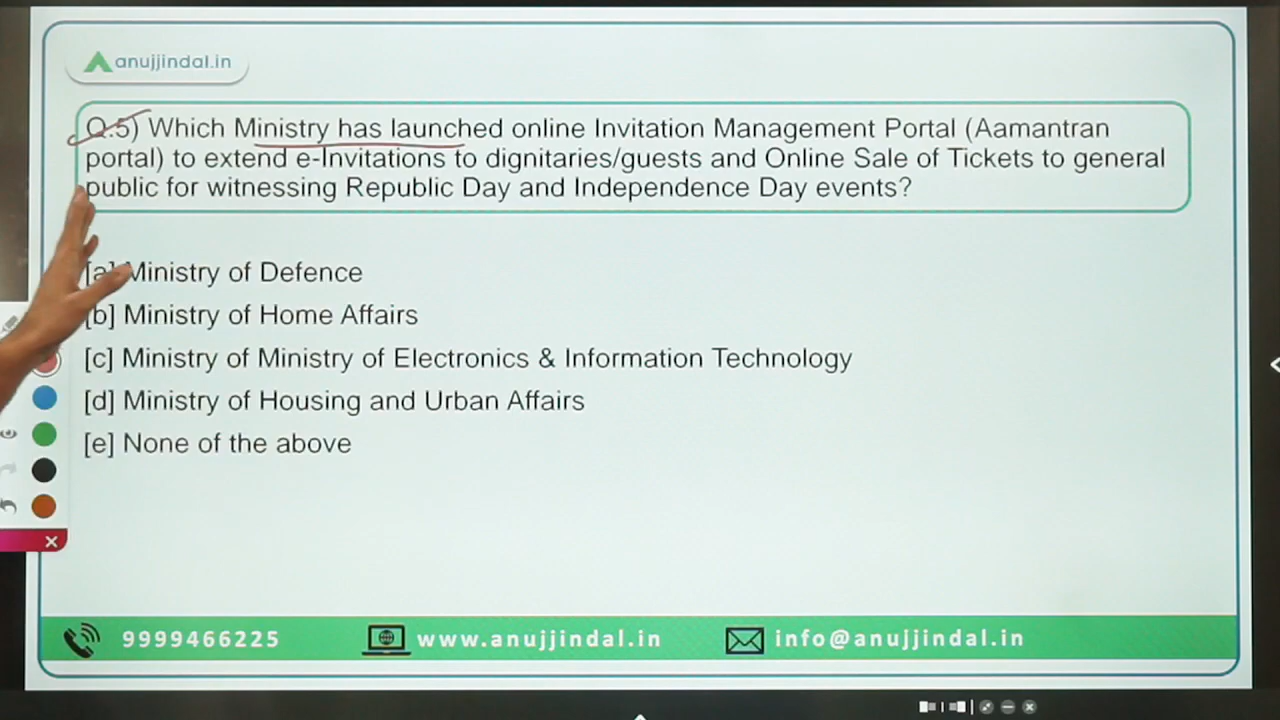 anujjindal.in
Q.5) Which Ministry has launched online Invitation Management Portal (Aamantran
portal) to extend e-Invitations to dignitaries/guests and Online Sale of Tickets to general
public for witnessing Republic Day and Independence Day events?
[a] Ministry of Defence
[b] Ministry of Home Affairs
[c] Ministry of Ministry of Electronics & Information Technology
[d] Ministry of Housing and Urban Affairs
[e] None of the above
9999466225 www.anujjindal.in info@anujjindal.in